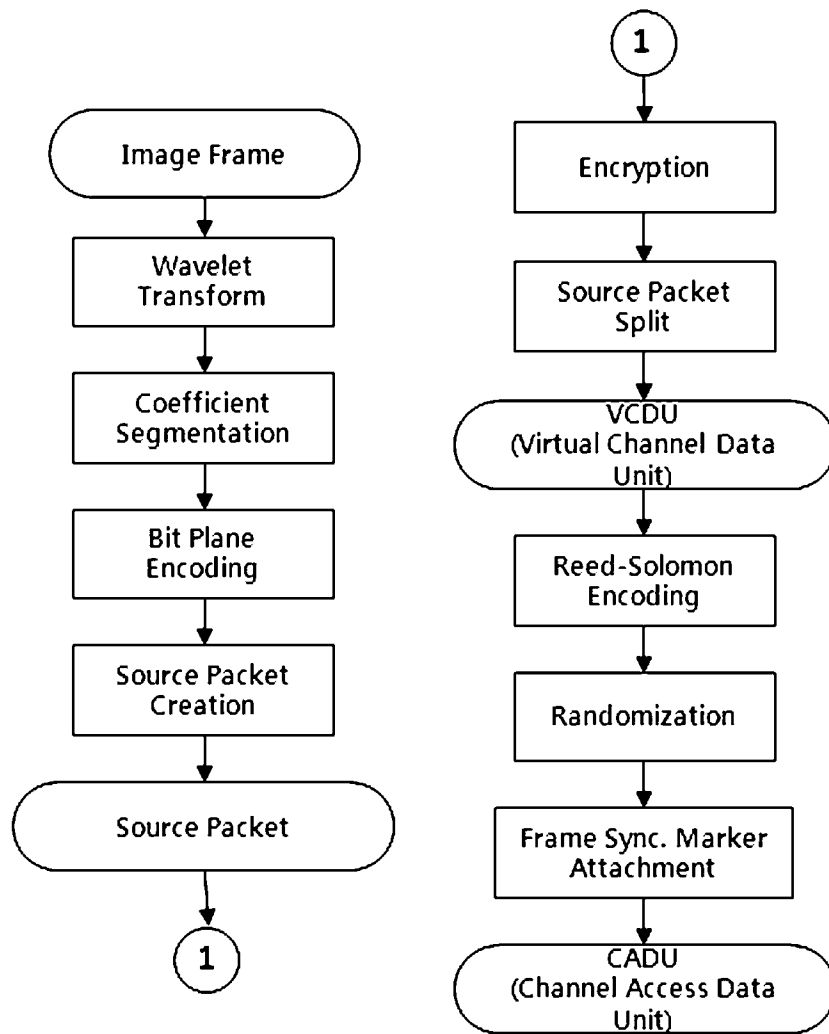 Image Frame
Wavelet
Transform
Coefficient
Segmentation
Bit Plane
Encoding
Source Packet
Creation
Source Packet
1
1
Encryption
Source Packet
Split
VCDU
(Virtual Channel Data
Unit)
Reed-Solomon
Encoding
Randomization
Frame Sync. Marker
Attachment
CADU
(Channel Access Data
Unit)